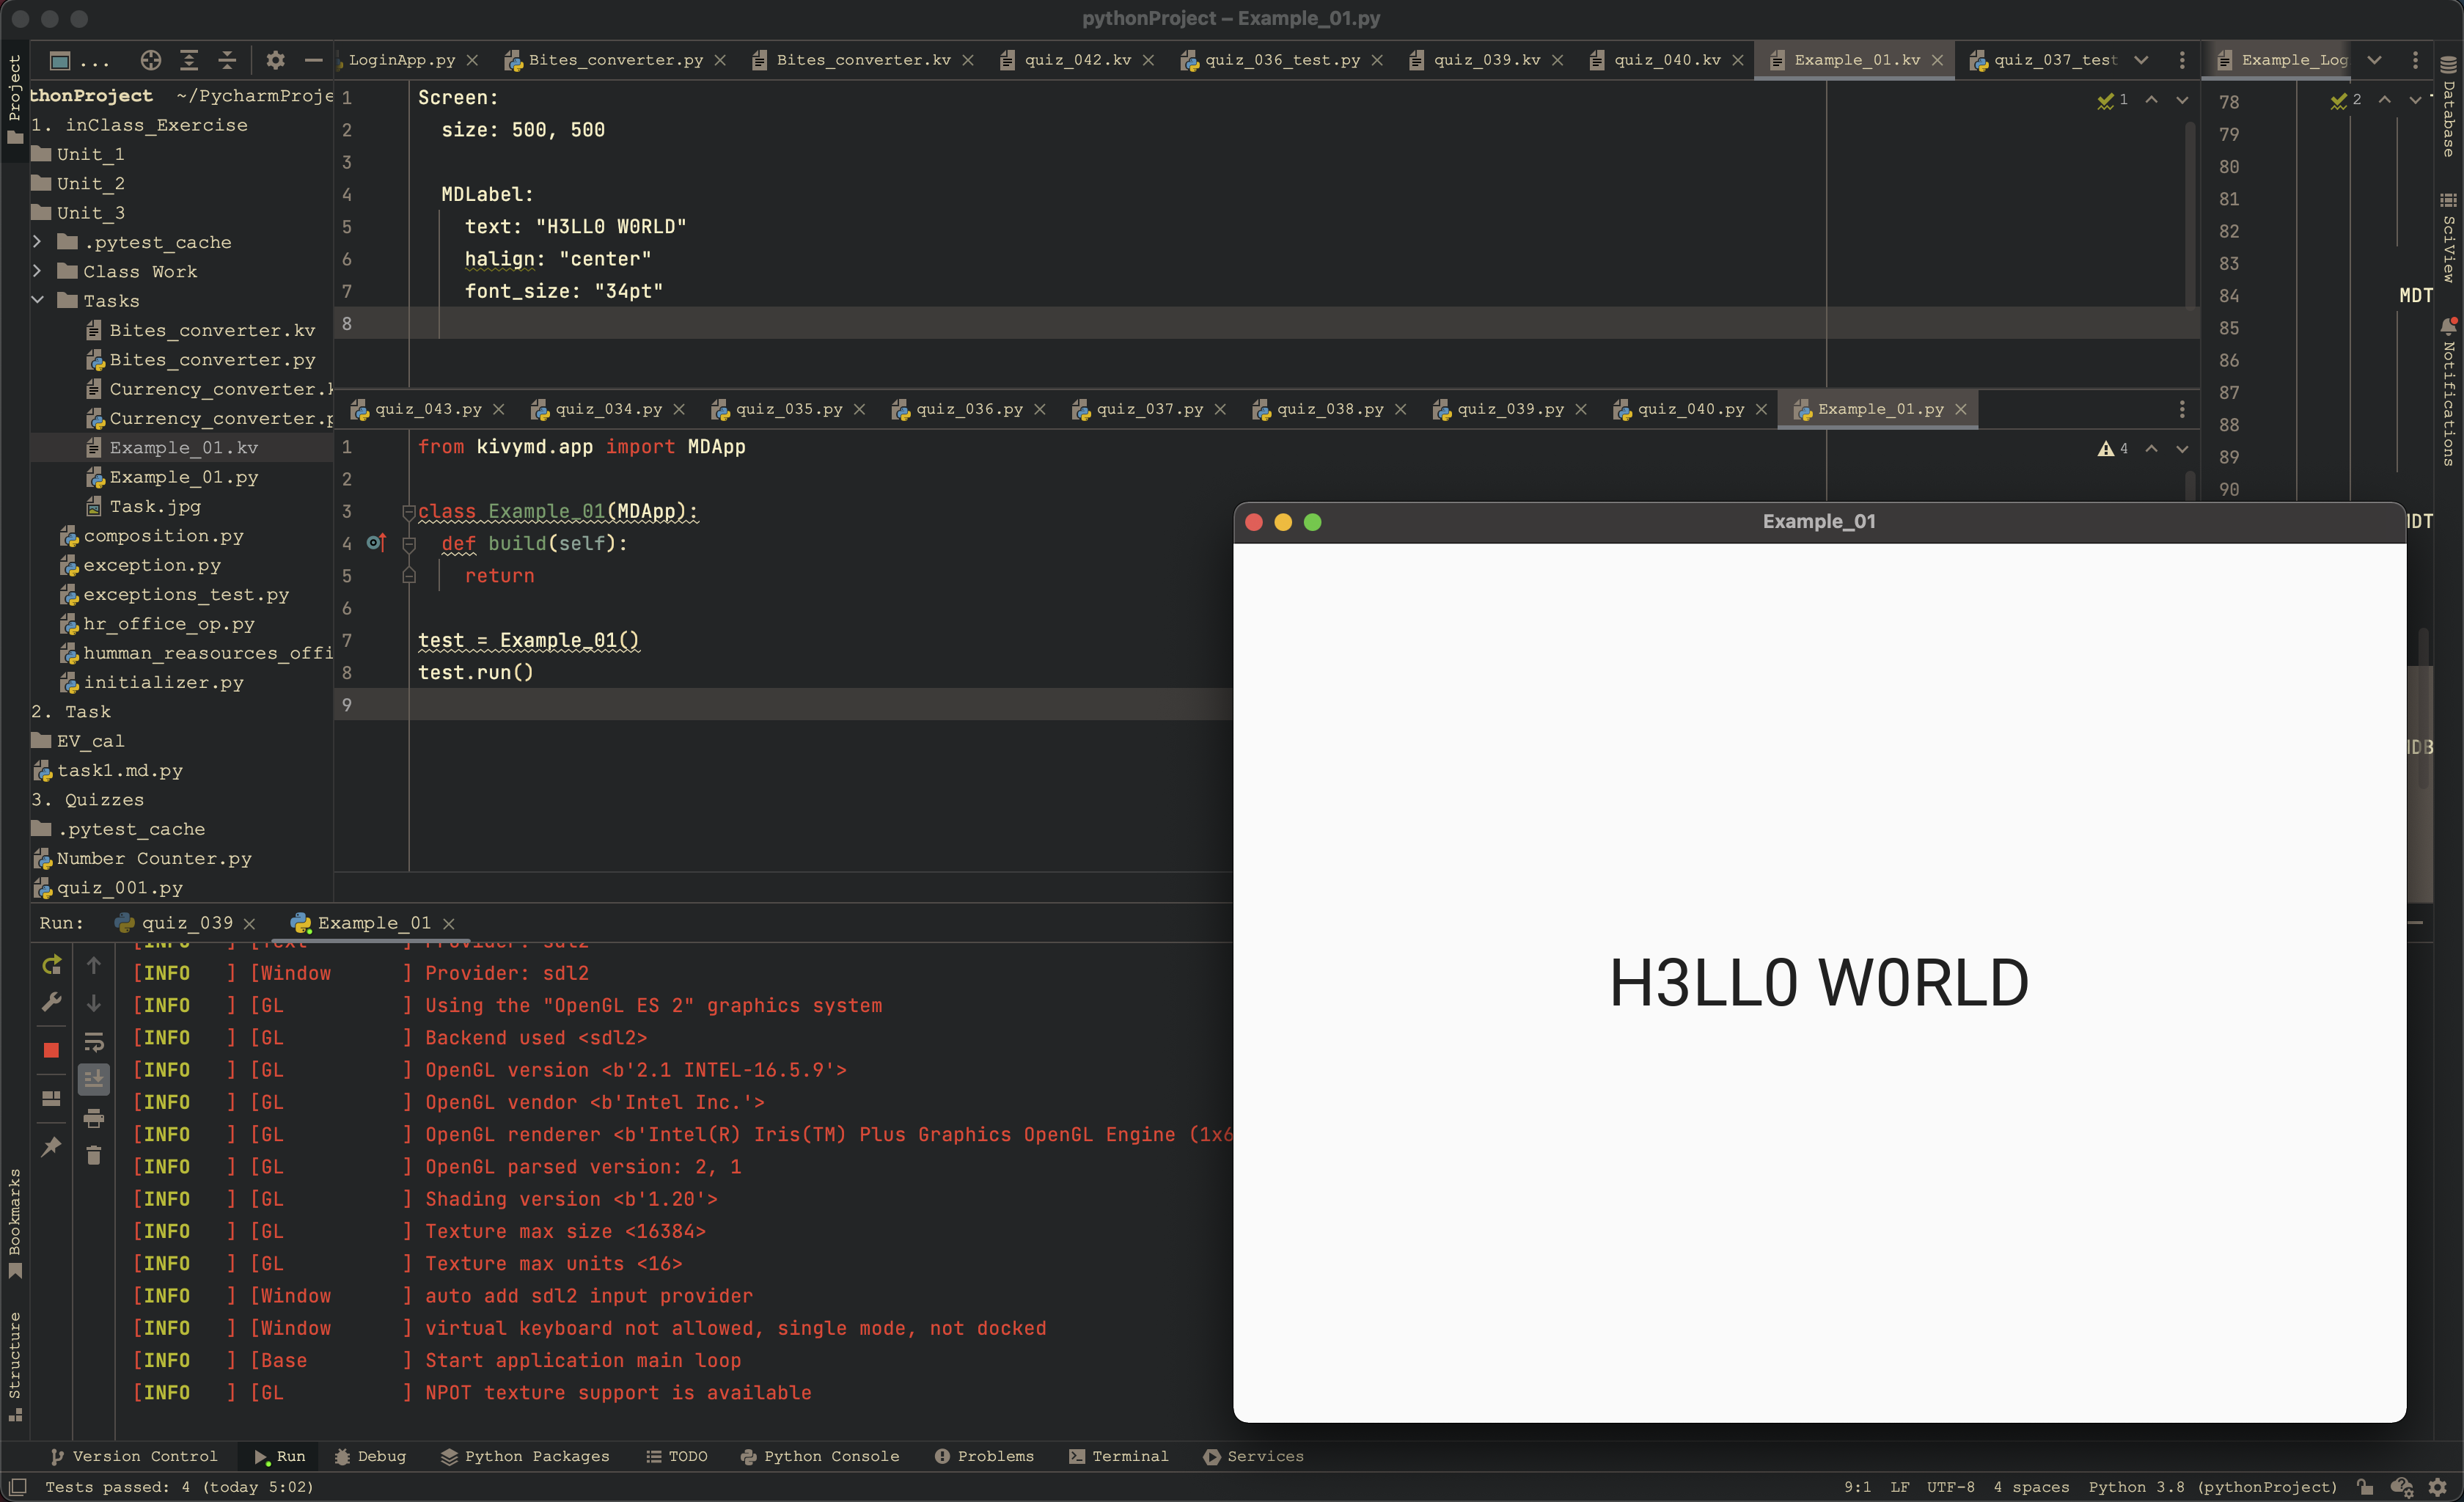 pythonProject – Example_01.py
Project
...
LoginApp.py
Bites_converter.py
Bites_converter.kv
quiz_042.kv
quiz_036_test.py
quiz_039.kv
quiz_040.kv
Example_01.kv
quiz_037_test
Example_Log
thonProject ~/PycharmProje
1. inClass_Exercise
Unit_1
Unit_2
Unit_3
.pytest_cache
Class Work
Tasks
Bites_converter.kv
Bites_converter.py
Currency_converter.k
Currency_converter.p
Example_01.kv
Example_01.py
Task.jpg
composition.py
exception.py
exceptions_test.py
hr_office_op.py
humman_reasources_offi
initializer.py
2. Task
EV_cal
task1.md.py
3. Quizzes
.pytest_cache
Number Counter.py
quiz_001.py
1 Screen:
2 size: 500, 500
3
4 MDLabel:
5 text: "H3LL0 W0RLD"
6 halign: "center"
7 font_size: "34pt"
8
1
78
79
80
81
82
83
84
85
86
87
88
89
90
2
MDT
MDT
MDB
Database
SciView
Notifications
quiz_043.py
quiz_034.py
quiz_035.py
quiz_036.py
quiz_037.py
quiz_038.py
quiz_039.py
quiz_040.py
Example_01.py
1 from kivymd.app import MDApp
2
3 class Example_01(MDApp):
4 def build(self):
5 return
6
7 test = Example_01()
8 test.run()
9
4
Example_01
H3LL0 W0RLD
Run:
quiz_039
Example_01
[INFO ] [Text ] Provider: sdl2
[INFO ] [Window ] Provider: sdl2
[INFO ] [GL ] Using the "OpenGL ES 2" graphics system
[INFO ] [GL ] Backend used <sdl2>
[INFO ] [GL ] OpenGL version <b'2.1 INTEL-16.5.9'>
[INFO ] [GL ] OpenGL vendor <b'Intel Inc.'>
[INFO ] [GL ] OpenGL renderer <b'Intel(R) Iris(TM) Plus Graphics OpenGL Engine (1x6
[INFO ] [GL ] OpenGL parsed version: 2, 1
[INFO ] [GL ] Shading version <b'1.20'>
[INFO ] [GL ] Texture max size <16384>
[INFO ] [GL ] Texture max units <16>
[INFO ] [Window ] auto add sdl2 input provider
[INFO ] [Window ] virtual keyboard not allowed, single mode, not docked
[INFO ] [Base ] Start application main loop
[INFO ] [GL ] NPOT texture support is available
Bookmarks
Structure
Version Control
Run
Debug
Python Packages
TODO
Python Console
Problems
Terminal
Services
Tests passed: 4 (today 5:02)
9:1 LF UTF-8 4 spaces Python 3.8 (pythonProject)